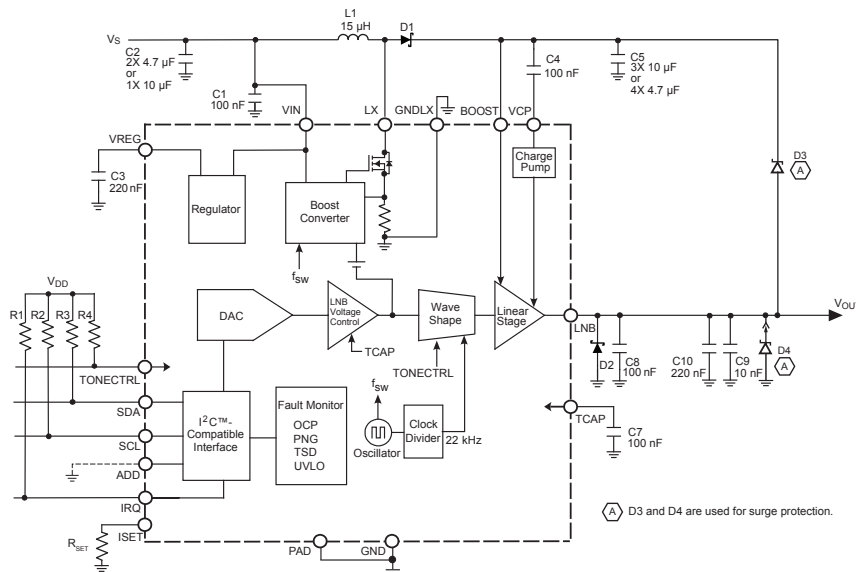 L1
15 µH
D1
VS
C2
2X 4.7 µF
or
1X 10 µF
C1
100 nF
C4
100 nF
C5
3X 10 µF
or
4X 4.7 µF
VIN
LX
GNDLX
BOOST
VCP
VREG
C3
220 nF
Regulator
Boost
Converter
Charge
Pump
D3
A
fsw
VDD
R1
R2
R3
R4
DAC
LNB
Voltage
Control
TCAP
Wave
Shape
TONECTRL
Linear
Stage
LNB
VOUT
D2
C8
100 nF
C10
220 nF
C9
10 nF
D4
A
TONECTRL
SDA
SCL
ADD
IRQ
ISET
RSET
I²C™-
Compatible
Interface
Fault Monitor
OCP
PNG
TSD
UVLO
fsw
Oscillator
Clock
Divider
22 kHz
TCAP
C7
100 nF
A D3 and D4 are used for surge protection.
PAD
GND